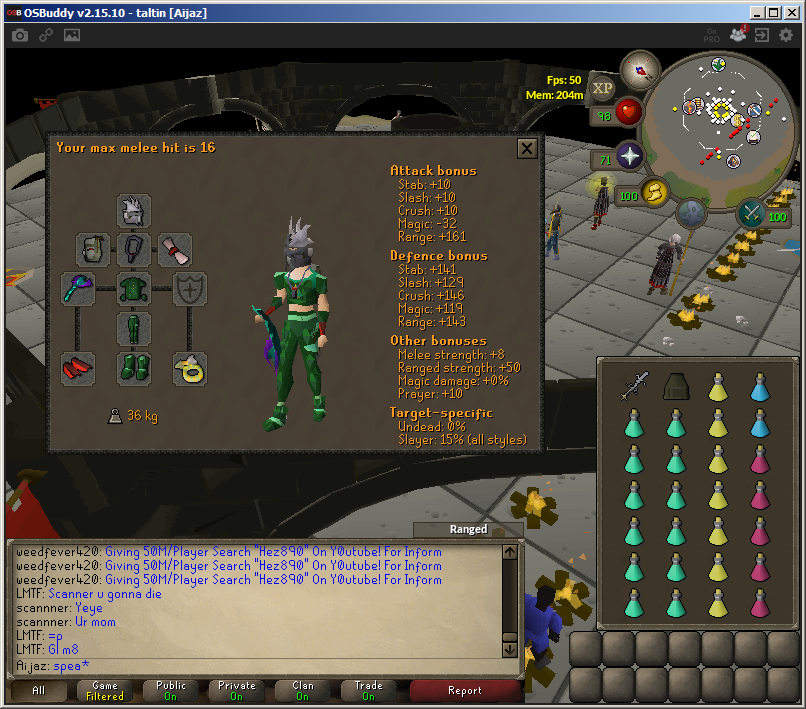 OSB OSBuddy v2.15.10 - taltin [Aijaz]
Go
PRO
Fps: 50
Mem: 204m
XP
98
71
100
100
Your max melee hit is 16
Attack bonus
Stab: +10
Slash: +10
Crush: +10
Magic: -32
Range: +161
Defence bonus
Stab: +141
Slash: +129
Crush: +146
Magic: +119
Range: +143
Other bonuses
Melee strength: +8
Ranged strength: +50
Magic damage: +0%
Prayer: +10
Target-specific
Undead: 0%
Slayer: 15% (all styles)
36 kg
Ranged
weedfever420: Giving 50M/Player Search "Hez890" On Y0utube! For Inform
weedfever420: Giving 50M/Player Search "Hez890" On Y0utube! For Inform
weedfever420: Giving 50M/Player Search "Hez890" On Y0utube! For Inform
LMTF: Scanner u gonna die
scannner: Yeye
scannner: Ur mom
LMTF: =p
LMTF: Gl m8
Aijaz: spea*
All
Game
Filtered
Public
On
Private
On
Clan
On
Trade
On
Report